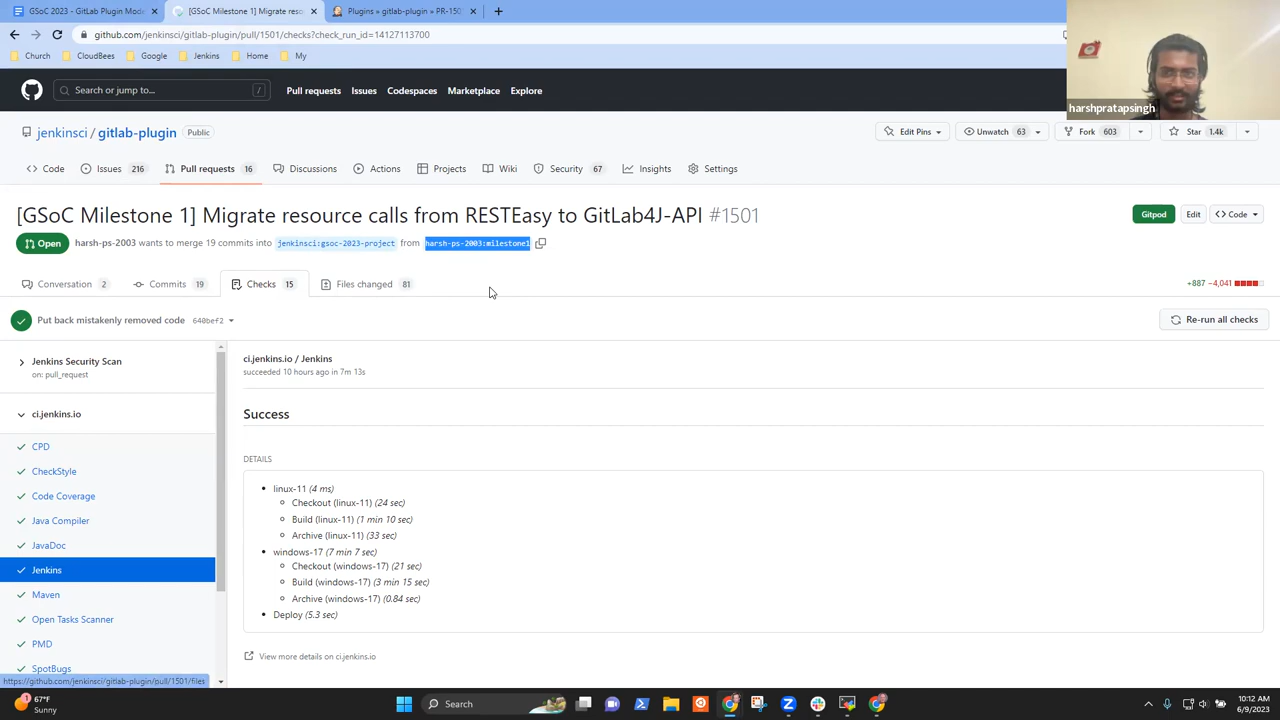 GSoC 2023 - GitLab Plugin Mode
[GSoC Milestone 1] Migrate resour
Plugins » gitlab-plugin » PR-150
github.com/jenkinsci/gitlab-plugin/pull/1501/checks?check_run_id=14127113700
Church CloudBees Google Jenkins Home My
Search or jump to... /
Pull requests Issues Codespaces Marketplace Explore
harshpratapsingh
jenkinsci / gitlab-plugin Public
Edit Pins Unwatch 63 Fork 603 Star 1.4k
Code Issues 216 Pull requests 16 Discussions Actions Projects Wiki Security 67 Insights Settings
[GSoC Milestone 1] Migrate resource calls from RESTEasy to GitLab4J-API #1501
Gitpod Edit Code
Open harsh-ps-2003 wants to merge 19 commits into jenkinsci:gsoc-2023-project from harsh-ps-2003:milestone1
Conversation 2 Commits 19 Checks 15 Files changed 81
+887 −4,041
Put back mistakenly removed code 640bef2
Re-run all checks
Jenkins Security Scan
on: pull_request
ci.jenkins.io
CPD
CheckStyle
Code Coverage
Java Compiler
JavaDoc
Jenkins
Maven
Open Tasks Scanner
PMD
SpotBugs
ci.jenkins.io / Jenkins
succeeded 10 hours ago in 7m 13s
Success
DETAILS
linux-11 (4 ms)
Checkout (linux-11) (24 sec)
Build (linux-11) (1 min 10 sec)
Archive (linux-11) (33 sec)
windows-17 (7 min 7 sec)
Checkout (windows-17) (21 sec)
Build (windows-17) (3 min 15 sec)
Archive (windows-17) (0.84 sec)
Deploy (5.3 sec)
View more details on ci.jenkins.io
https://github.com/jenkinsci/gitlab-plugin/pull/1501/files
67°F
Sunny
Search
10:12 AM
6/9/2023